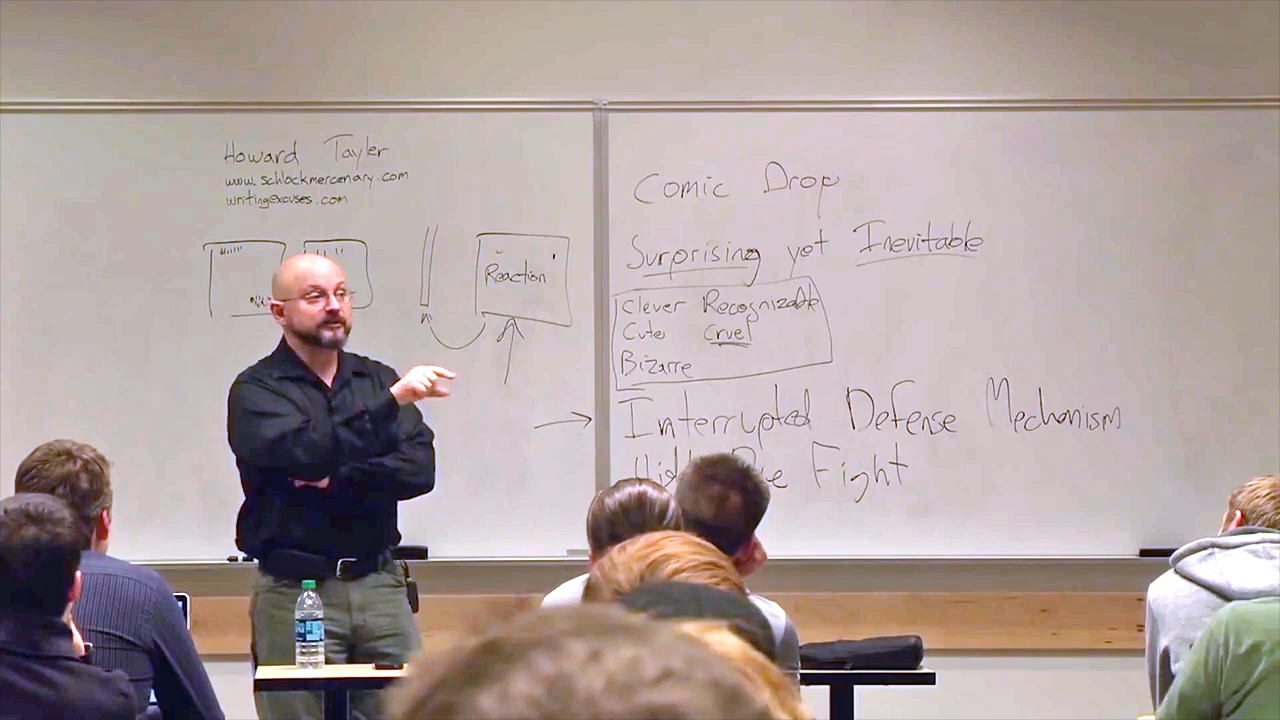 Howard Tayler
www.schlockmercenary.com
writingexcuses.com
"Reaction"
Comic Drop
Surprising yet Inevitable
Clever Recognizable
Cute Cruel
Bizarre
Interrupted Defense Mechanism
Fight